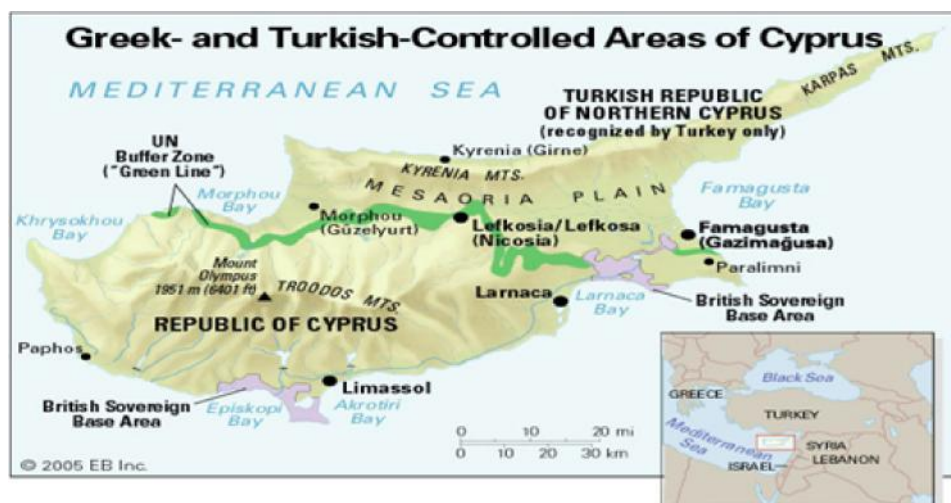 Greek- and Turkish-Controlled Areas of Cyprus
MEDITERRANEAN SEA
KARPAS MTS.
TURKISH REPUBLIC
OF NORTHERN CYPRUS
(recognized by Turkey only)
UN
Buffer Zone
("Green Line")
Kyrenia (Girne)
KYRENIA MTS.
MESAORIA PLAIN
Morphou
Bay
Famagusta
Bay
Khrysokhou
Bay
Morphou
(Güzelyurt)
Lefkosia/Lefkosa
(Nicosia)
Famagusta
(Gazimağusa)
Paralimni
Mount
Olympus
1951 m (6401 ft)
TROODOS MTS.
Larnaca
Larnaca
Bay
British Sovereign
Base Area
REPUBLIC OF CYPRUS
Paphos
Limassol
British Sovereign
Base Area
Episkopi
Bay
Akrotiri
Bay
0 10 20 mi
0 10 20 30 km
© 2005 EB Inc.
Black Sea
GREECE
TURKEY
Mediterranean
Sea
SYRIA
LEBANON
ISRAEL